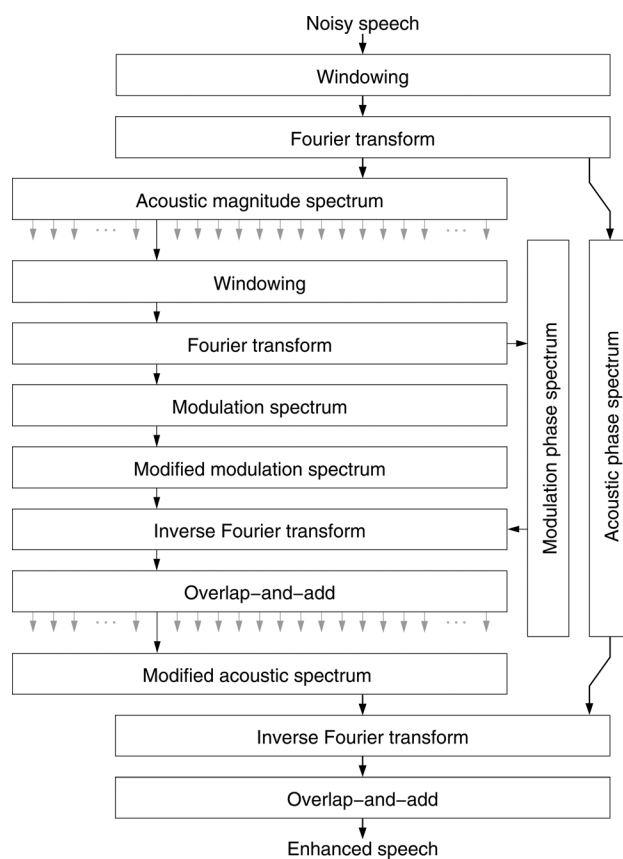 Noisy speech
Windowing
Fourier transform
Acoustic magnitude spectrum
...
...
Windowing
Fourier transform
Modulation spectrum
Modified modulation spectrum
Inverse Fourier transform
Overlap−and−add
...
...
Modulation phase spectrum
Acoustic phase spectrum
Modified acoustic spectrum
Inverse Fourier transform
Overlap−and−add
Enhanced speech